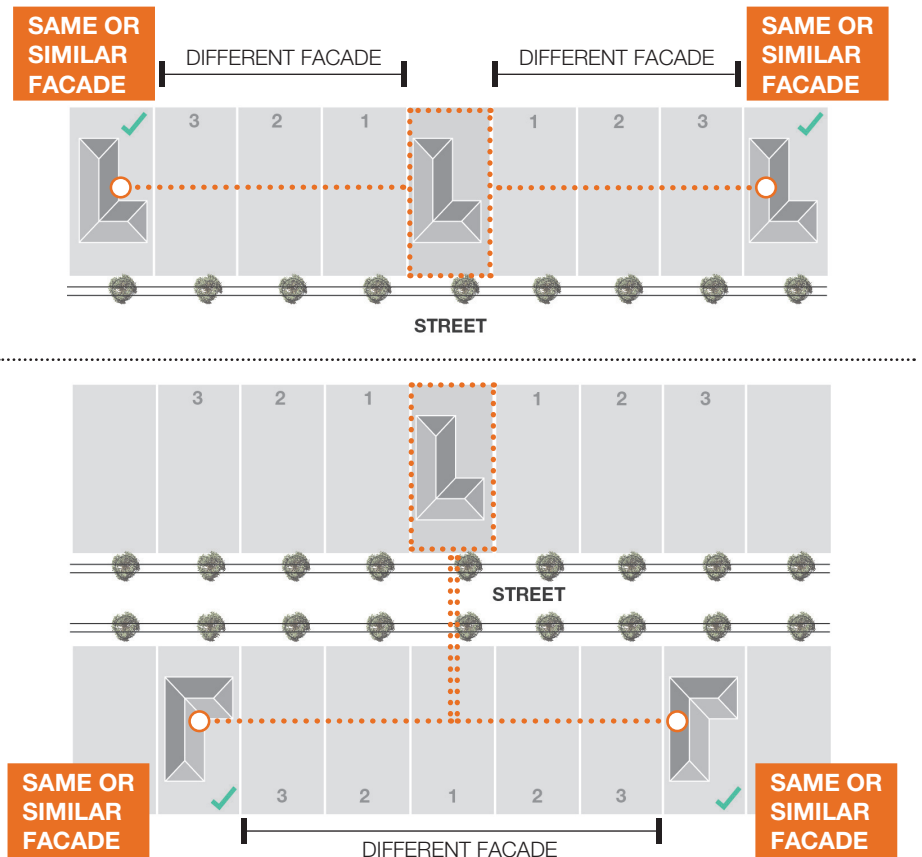 SAME OR
SIMILAR
FACADE
DIFFERENT FACADE
DIFFERENT FACADE
SAME OR
SIMILAR
FACADE
3 2 1 1 2 3
STREET
3 2 1 1 2 3
STREET
3 2 1 2 3
SAME OR
SIMILAR
FACADE
DIFFERENT FACADE
SAME OR
SIMILAR
FACADE